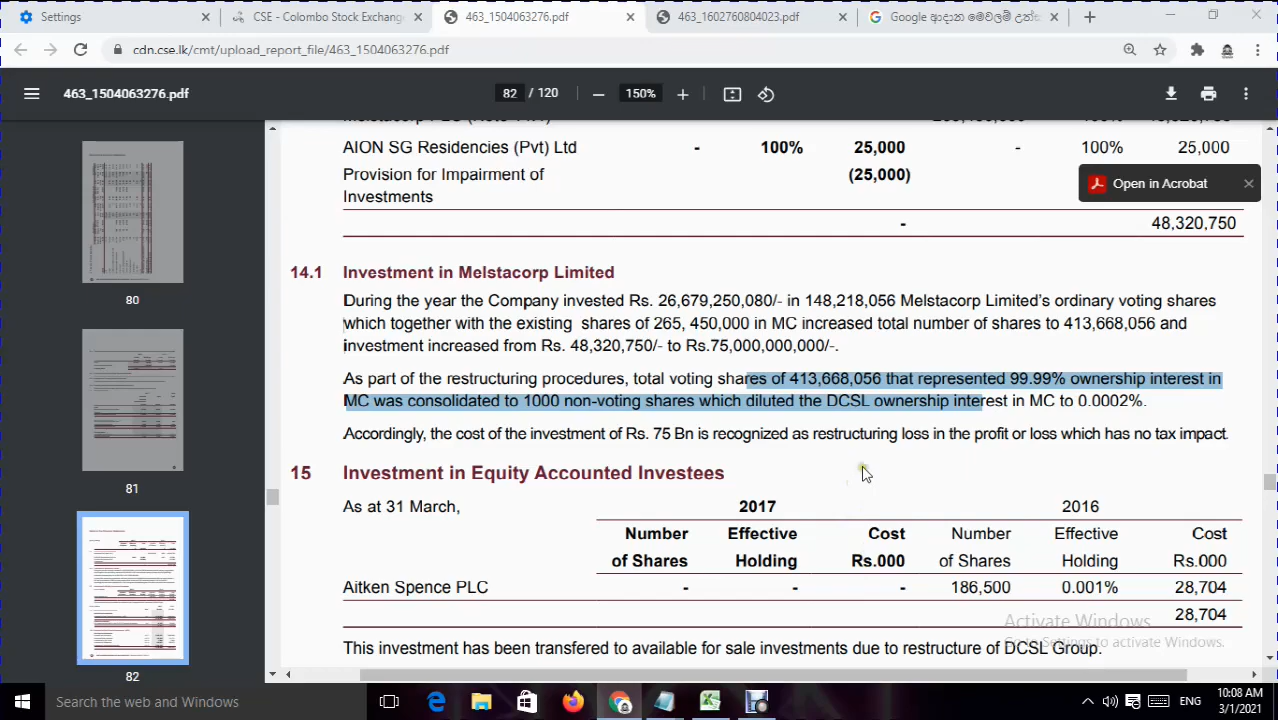 Settings
CSE - Colombo Stock Exchange
463_1504063276.pdf
463_1602760804023.pdf
Google ආදාන මෙවලම් උත්ස
cdn.cse.lk/cmt/upload_report_file/463_1504063276.pdf
463_1504063276.pdf
82 / 120
150%
Open in Acrobat
80
81
82
AION SG Residencies (Pvt) Ltd - 100% 25,000 - 100% 25,000
Provision for Impairment of (25,000)
Investments
- 48,320,750
14.1 Investment in Melstacorp Limited
During the year the Company invested Rs. 26,679,250,080/- in 148,218,056 Melstacorp Limited's ordinary voting shares
which together with the existing shares of 265, 450,000 in MC increased total number of shares to 413,668,056 and
investment increased from Rs. 48,320,750/- to Rs.75,000,000,000/-.
As part of the restructuring procedures, total voting shares of 413,668,056 that represented 99.99% ownership interest in
MC was consolidated to 1000 non-voting shares which diluted the DCSL ownership interest in MC to 0.0002%.
Accordingly, the cost of the investment of Rs. 75 Bn is recognized as restructuring loss in the profit or loss which has no tax impact.
15 Investment in Equity Accounted Investees
As at 31 March, 2017 2016
Number Effective Cost Number Effective Cost
of Shares Holding Rs.000 of Shares Holding Rs.000
Aitken Spence PLC - - - 186,500 0.001% 28,704
28,704
This investment has been transfered to available for sale investments due to restructure of DCSL Group.
Activate Windows
Go to Settings to activate Windows.
Search the web and Windows
ENG
10:08 AM
3/1/2021